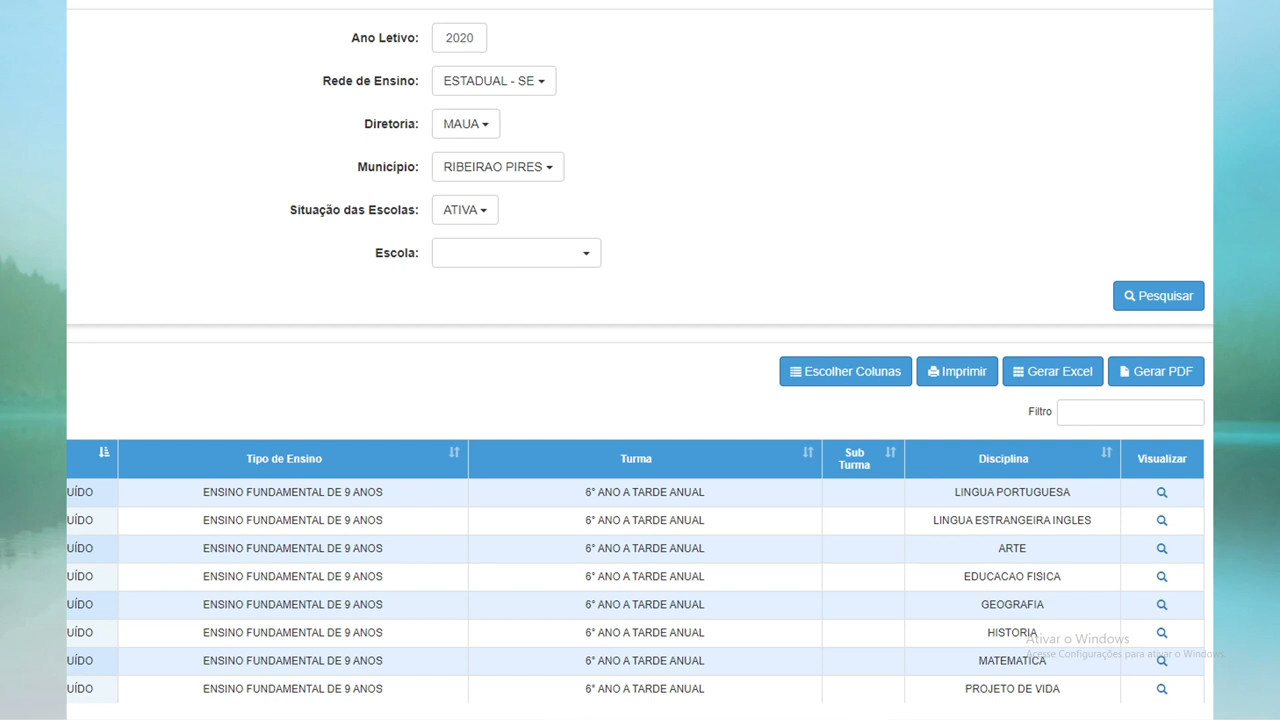 Ano Letivo: 2020
Rede de Ensino: ESTADUAL - SE
Diretoria: MAUA
Município: RIBEIRAO PIRES
Situação das Escolas: ATIVA
Escola:
Pesquisar
Escolher Colunas Imprimir Gerar Excel Gerar PDF
Filtro
Tipo de Ensino Turma Sub Turma Disciplina Visualizar
UÍDO ENSINO FUNDAMENTAL DE 9 ANOS 6° ANO A TARDE ANUAL LINGUA PORTUGUESA
UÍDO ENSINO FUNDAMENTAL DE 9 ANOS 6° ANO A TARDE ANUAL LINGUA ESTRANGEIRA INGLES
UÍDO ENSINO FUNDAMENTAL DE 9 ANOS 6° ANO A TARDE ANUAL ARTE
UÍDO ENSINO FUNDAMENTAL DE 9 ANOS 6° ANO A TARDE ANUAL EDUCACAO FISICA
UÍDO ENSINO FUNDAMENTAL DE 9 ANOS 6° ANO A TARDE ANUAL GEOGRAFIA
UÍDO ENSINO FUNDAMENTAL DE 9 ANOS 6° ANO A TARDE ANUAL HISTORIA
Ativar o Windows
Acesse Configurações para ativar o Windows.
UÍDO ENSINO FUNDAMENTAL DE 9 ANOS 6° ANO A TARDE ANUAL MATEMATICA
UÍDO ENSINO FUNDAMENTAL DE 9 ANOS 6° ANO A TARDE ANUAL PROJETO DE VIDA